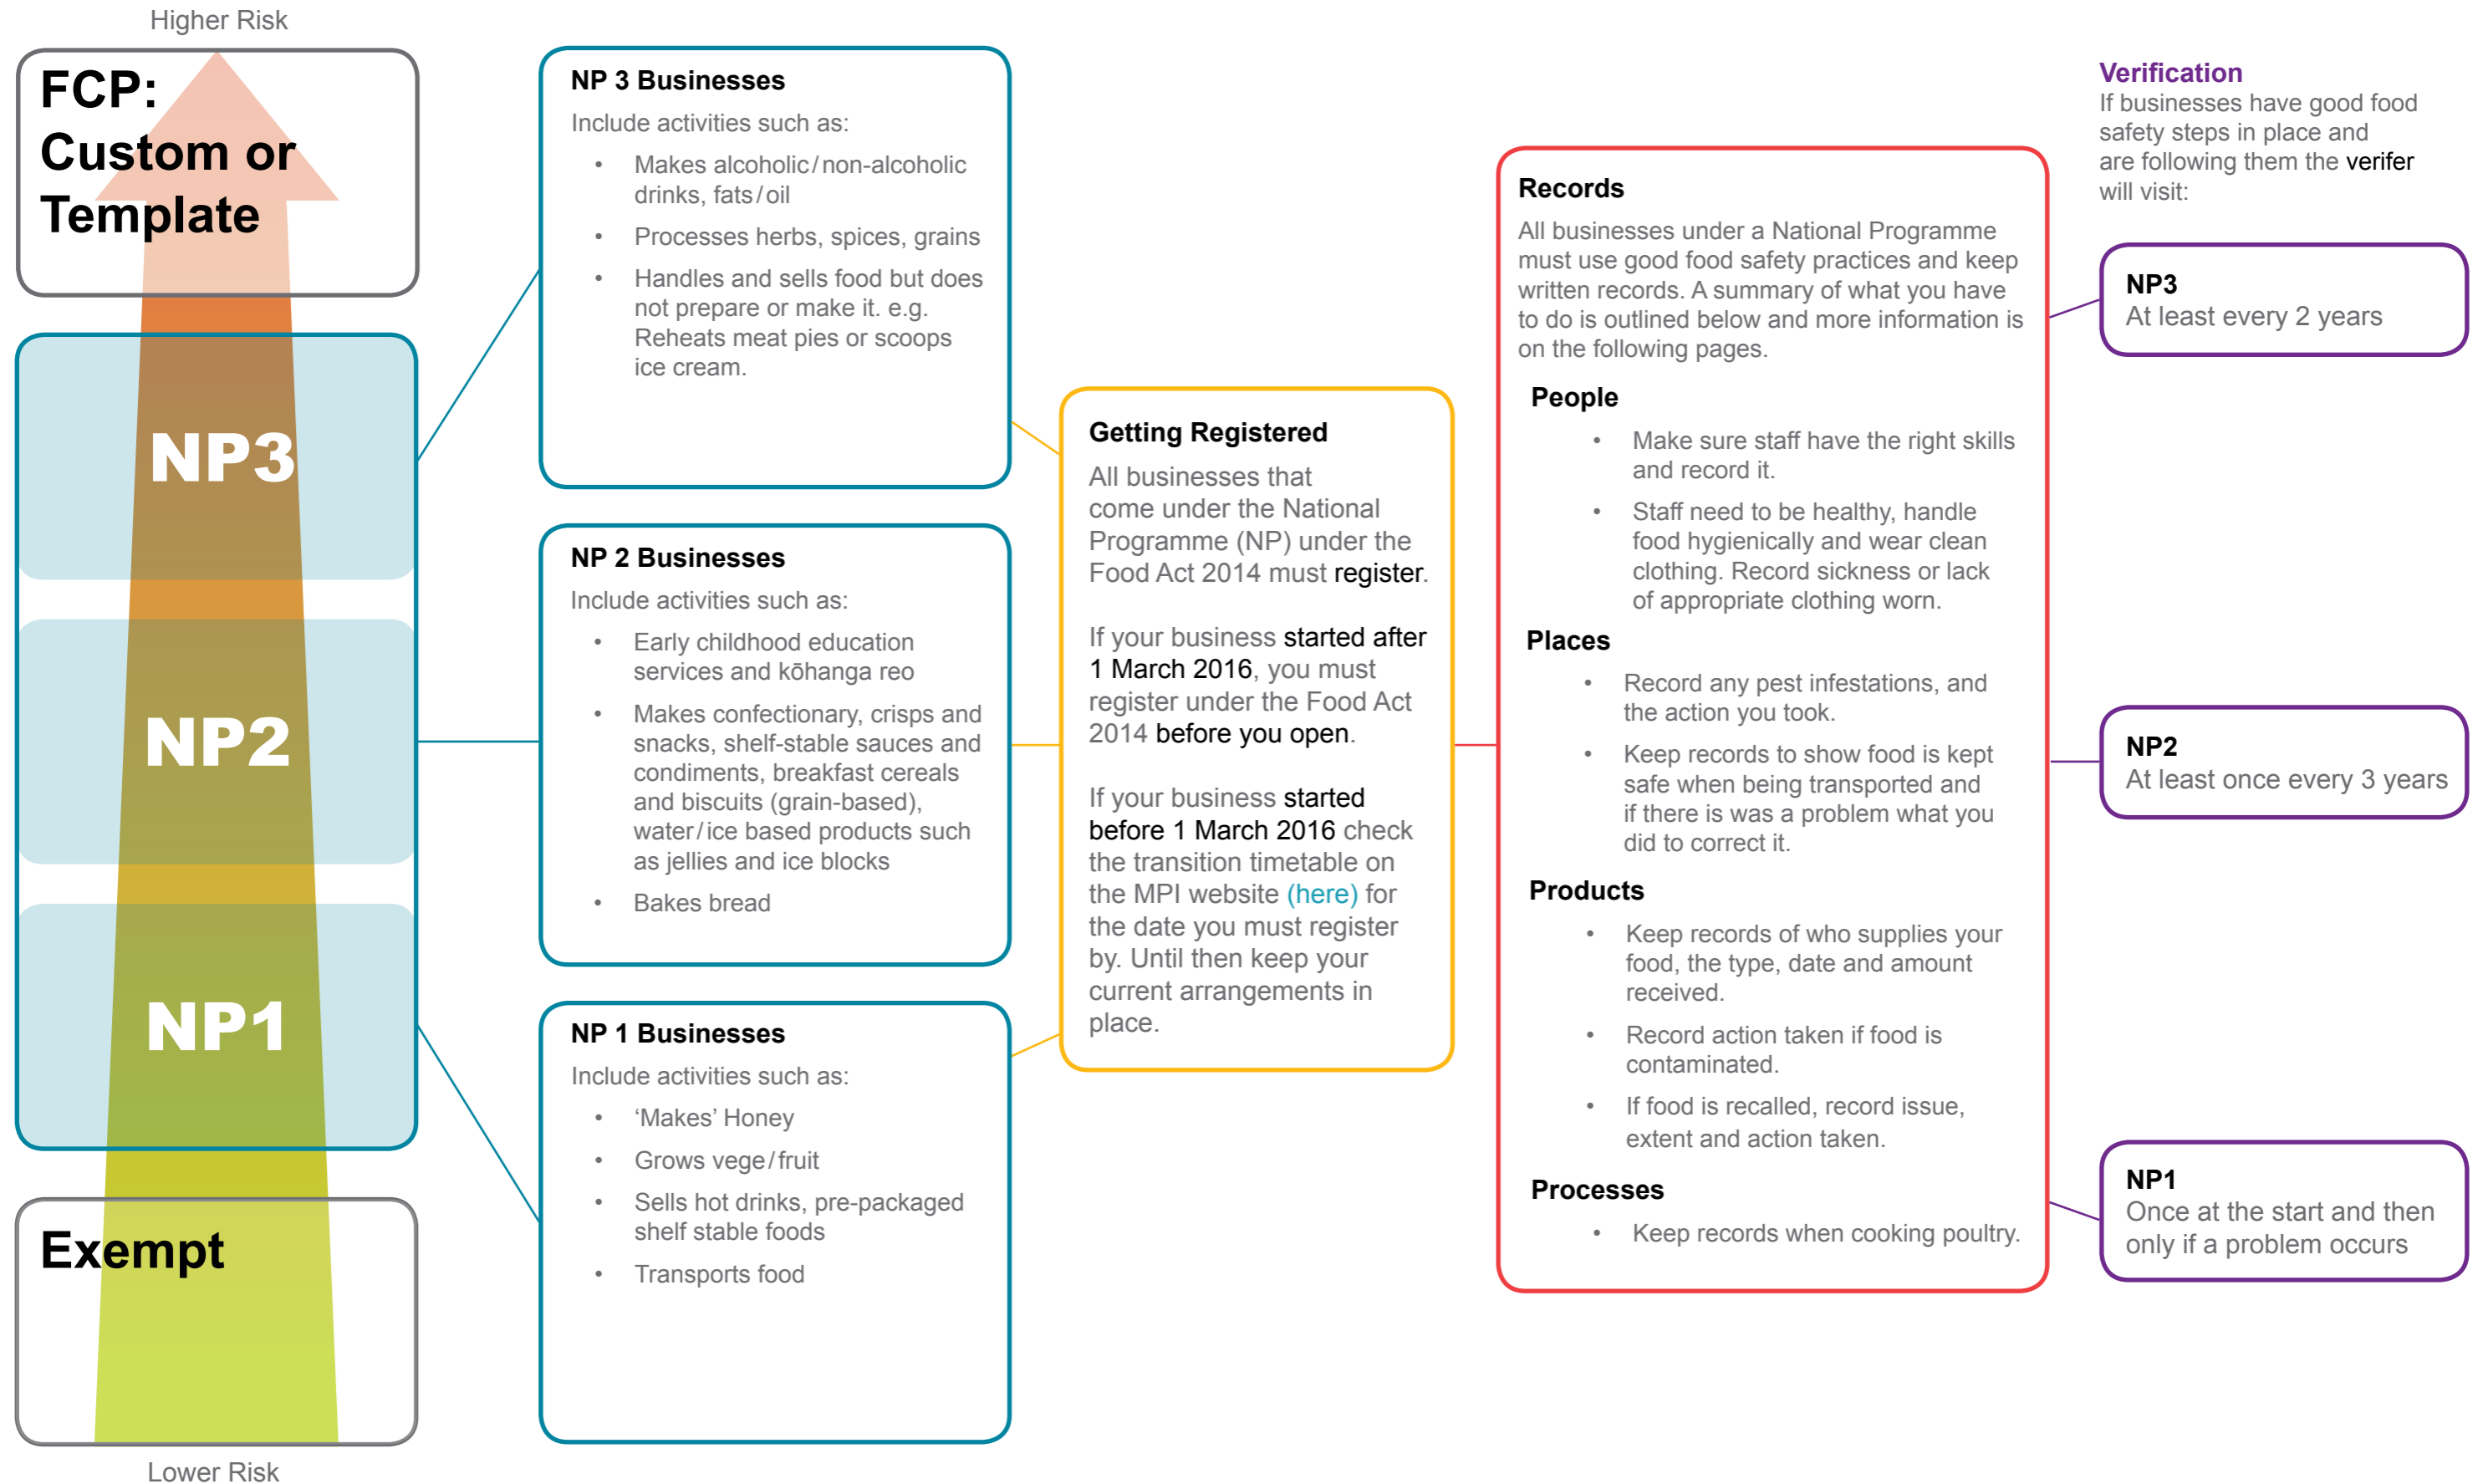 Higher Risk
FCP:
Custom or
Template
NP3
NP2
NP1
Exempt
Lower Risk
NP 3 Businesses
Include activities such as:
• Makes alcoholic/non-alcoholic
drinks, fats/oil
• Processes herbs, spices, grains
• Handles and sells food but does
not prepare or make it. e.g.
Reheats meat pies or scoops
ice cream.
NP 2 Businesses
Include activities such as:
• Early childhood education
services and kōhanga reo
• Makes confectionary, crisps and
snacks, shelf-stable sauces and
condiments, breakfast cereals
and biscuits (grain-based),
water/ice based products such
as jellies and ice blocks
• Bakes bread
NP 1 Businesses
Include activities such as:
• ‘Makes’ Honey
• Grows vege/fruit
• Sells hot drinks, pre-packaged
shelf stable foods
• Transports food
Getting Registered
All businesses that
come under the National
Programme (NP) under the
Food Act 2014 must register.
If your business started after
1 March 2016, you must
register under the Food Act
2014 before you open.
If your business started
before 1 March 2016 check
the transition timetable on
the MPI website (here) for
the date you must register
by. Until then keep your
current arrangements in
place.
Records
All businesses under a National Programme
must use good food safety practices and keep
written records. A summary of what you have
to do is outlined below and more information is
on the following pages.
People
• Make sure staff have the right skills
and record it.
• Staff need to be healthy, handle
food hygienically and wear clean
clothing. Record sickness or lack
of appropriate clothing worn.
Places
• Record any pest infestations, and
the action you took.
• Keep records to show food is kept
safe when being transported and
if there is was a problem what you
did to correct it.
Products
• Keep records of who supplies your
food, the type, date and amount
received.
• Record action taken if food is
contaminated.
• If food is recalled, record issue,
extent and action taken.
Processes
• Keep records when cooking poultry.
Verification
If businesses have good food
safety steps in place and
are following them the verifer
will visit:
NP3
At least every 2 years
NP2
At least once every 3 years
NP1
Once at the start and then
only if a problem occurs